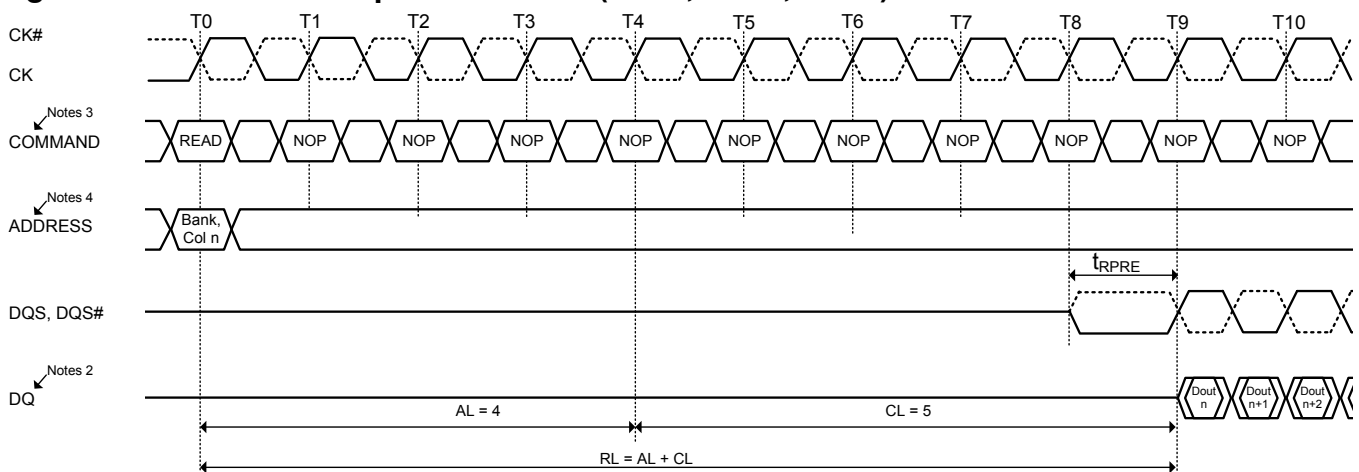 T0 T1 T2 T3 T4 T5 T6 T7 T8 T9 T10
CK#
CK
Notes 3
COMMAND
READ NOP NOP NOP NOP NOP NOP NOP NOP NOP NOP
Notes 4
ADDRESS
Bank,
Col n
tRPRE
DQS, DQS#
Notes 2
DQ
Dout
n
Dout
n+1
Dout
n+2
AL = 4
CL = 5
RL = AL + CL